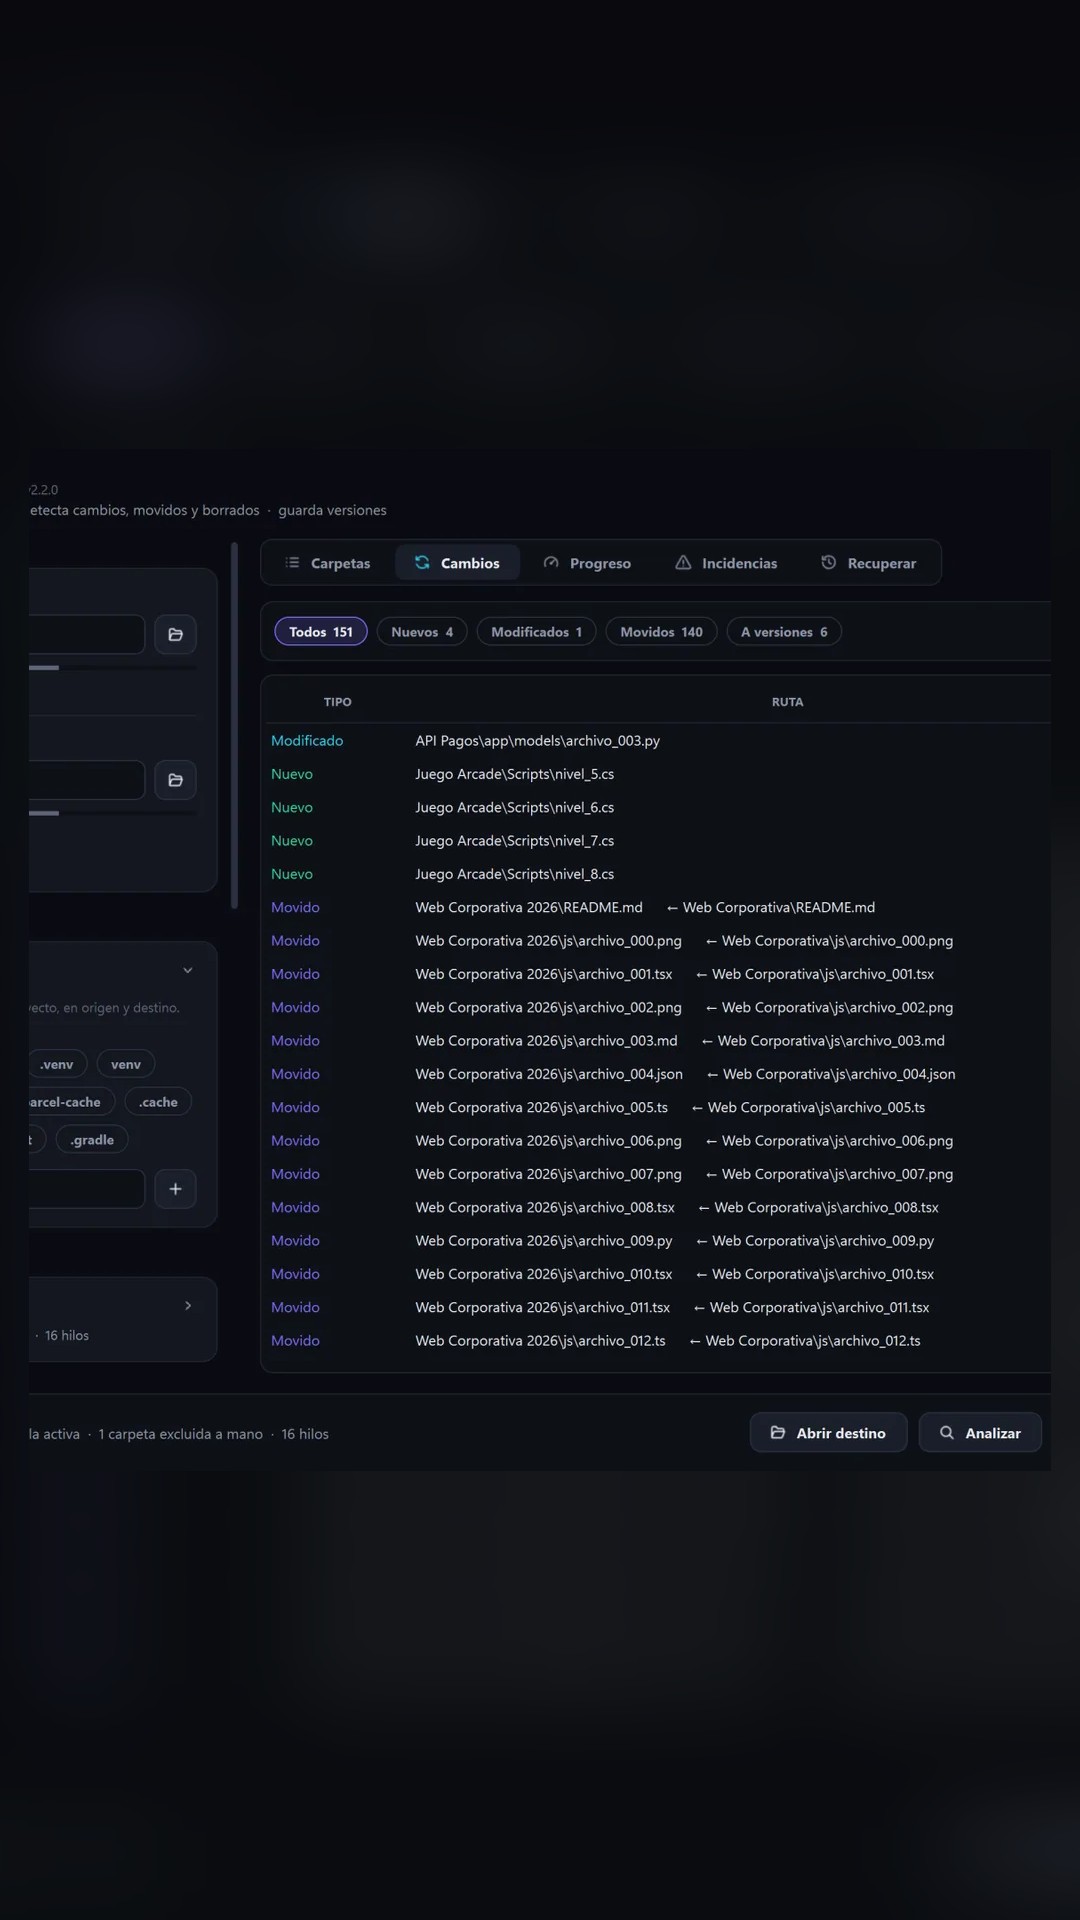 v2.2.0
etecta cambios, movidos y borrados · guarda versiones
Carpetas
Cambios
Progreso
Incidencias
Recuperar
Todos 151
Nuevos 4
Modificados 1
Movidos 140
A versiones 6
TIPO
RUTA
Modificado API Pagos\app\models\archivo_003.py
Nuevo Juego Arcade\Scripts\nivel_5.cs
Nuevo Juego Arcade\Scripts\nivel_6.cs
Nuevo Juego Arcade\Scripts\nivel_7.cs
Nuevo Juego Arcade\Scripts\nivel_8.cs
Movido Web Corporativa 2026\README.md ← Web Corporativa\README.md
Movido Web Corporativa 2026\js\archivo_000.png ← Web Corporativa\js\archivo_000.png
Movido Web Corporativa 2026\js\archivo_001.tsx ← Web Corporativa\js\archivo_001.tsx
Movido Web Corporativa 2026\js\archivo_002.png ← Web Corporativa\js\archivo_002.png
Movido Web Corporativa 2026\js\archivo_003.md ← Web Corporativa\js\archivo_003.md
Movido Web Corporativa 2026\js\archivo_004.json ← Web Corporativa\js\archivo_004.json
Movido Web Corporativa 2026\js\archivo_005.ts ← Web Corporativa\js\archivo_005.ts
Movido Web Corporativa 2026\js\archivo_006.png ← Web Corporativa\js\archivo_006.png
Movido Web Corporativa 2026\js\archivo_007.png ← Web Corporativa\js\archivo_007.png
Movido Web Corporativa 2026\js\archivo_008.tsx ← Web Corporativa\js\archivo_008.tsx
Movido Web Corporativa 2026\js\archivo_009.py ← Web Corporativa\js\archivo_009.py
Movido Web Corporativa 2026\js\archivo_010.tsx ← Web Corporativa\js\archivo_010.tsx
Movido Web Corporativa 2026\js\archivo_011.tsx ← Web Corporativa\js\archivo_011.tsx
Movido Web Corporativa 2026\js\archivo_012.ts ← Web Corporativa\js\archivo_012.ts
yecto, en origen y destino.
.venv
venv
arcel-cache
.cache
t
.gradle
· 16 hilos
la activa · 1 carpeta excluida a mano · 16 hilos
Abrir destino
Analizar